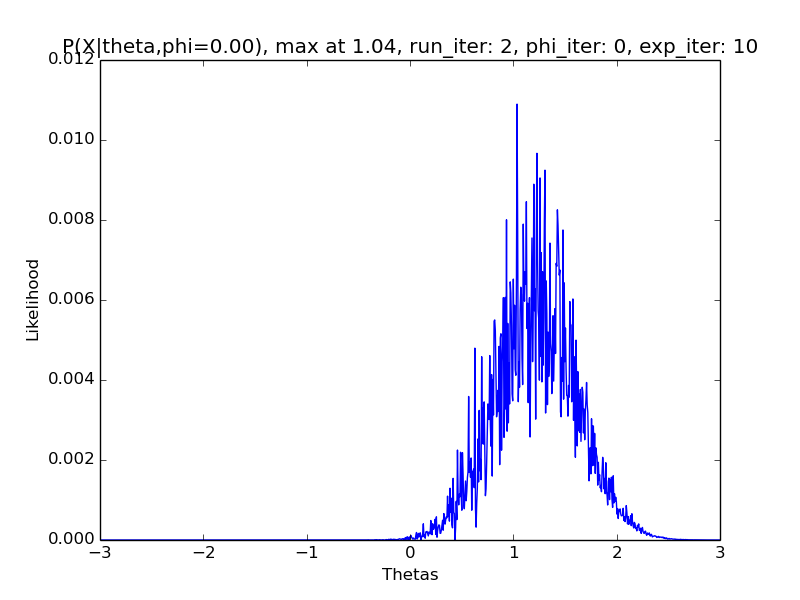 P(X|theta,phi=0.00), max at 1.04, run_iter: 2, phi_iter: 0, exp_iter: 10
0.012
0.010
0.008
0.006
0.004
0.002
0.000
Likelihood
−3 −2 −1 0 1 2 3
Thetas